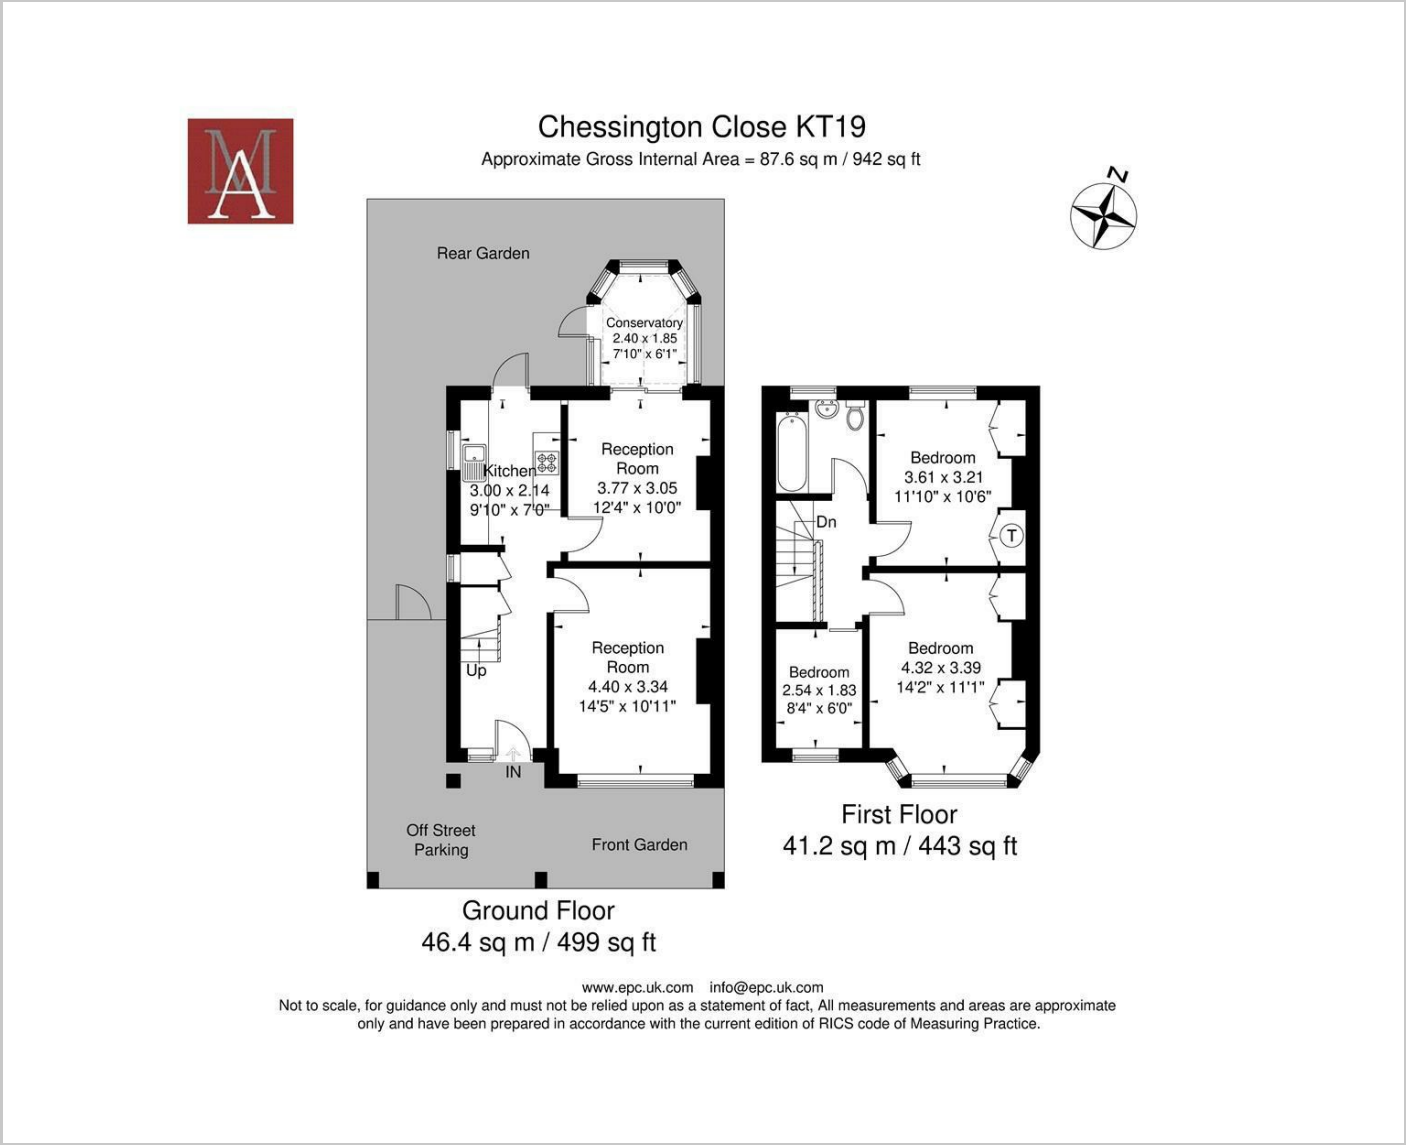 MA
Chessington Close KT19
Approximate Gross Internal Area = 87.6 sq m / 942 sq ft
N
Rear Garden
Conservatory
2.40 x 1.85
7'10" x 6'1"
Kitchen
3.00 x 2.14
9'10" x 7'0"
Reception
Room
3.77 x 3.05
12'4" x 10'0"
Reception
Room
4.40 x 3.34
14'5" x 10'11"
Up
IN
Off Street
Parking
Front Garden
Ground Floor
46.4 sq m / 499 sq ft
Bedroom
3.61 x 3.21
11'10" x 10'6"
T
Dn
Bedroom
4.32 x 3.39
14'2" x 11'1"
Bedroom
2.54 x 1.83
8'4" x 6'0"
First Floor
41.2 sq m / 443 sq ft
www.epc.uk.com info@epc.uk.com
Not to scale, for guidance only and must not be relied upon as a statement of fact, All measurements and areas are approximate
only and have been prepared in accordance with the current edition of RICS code of Measuring Practice.